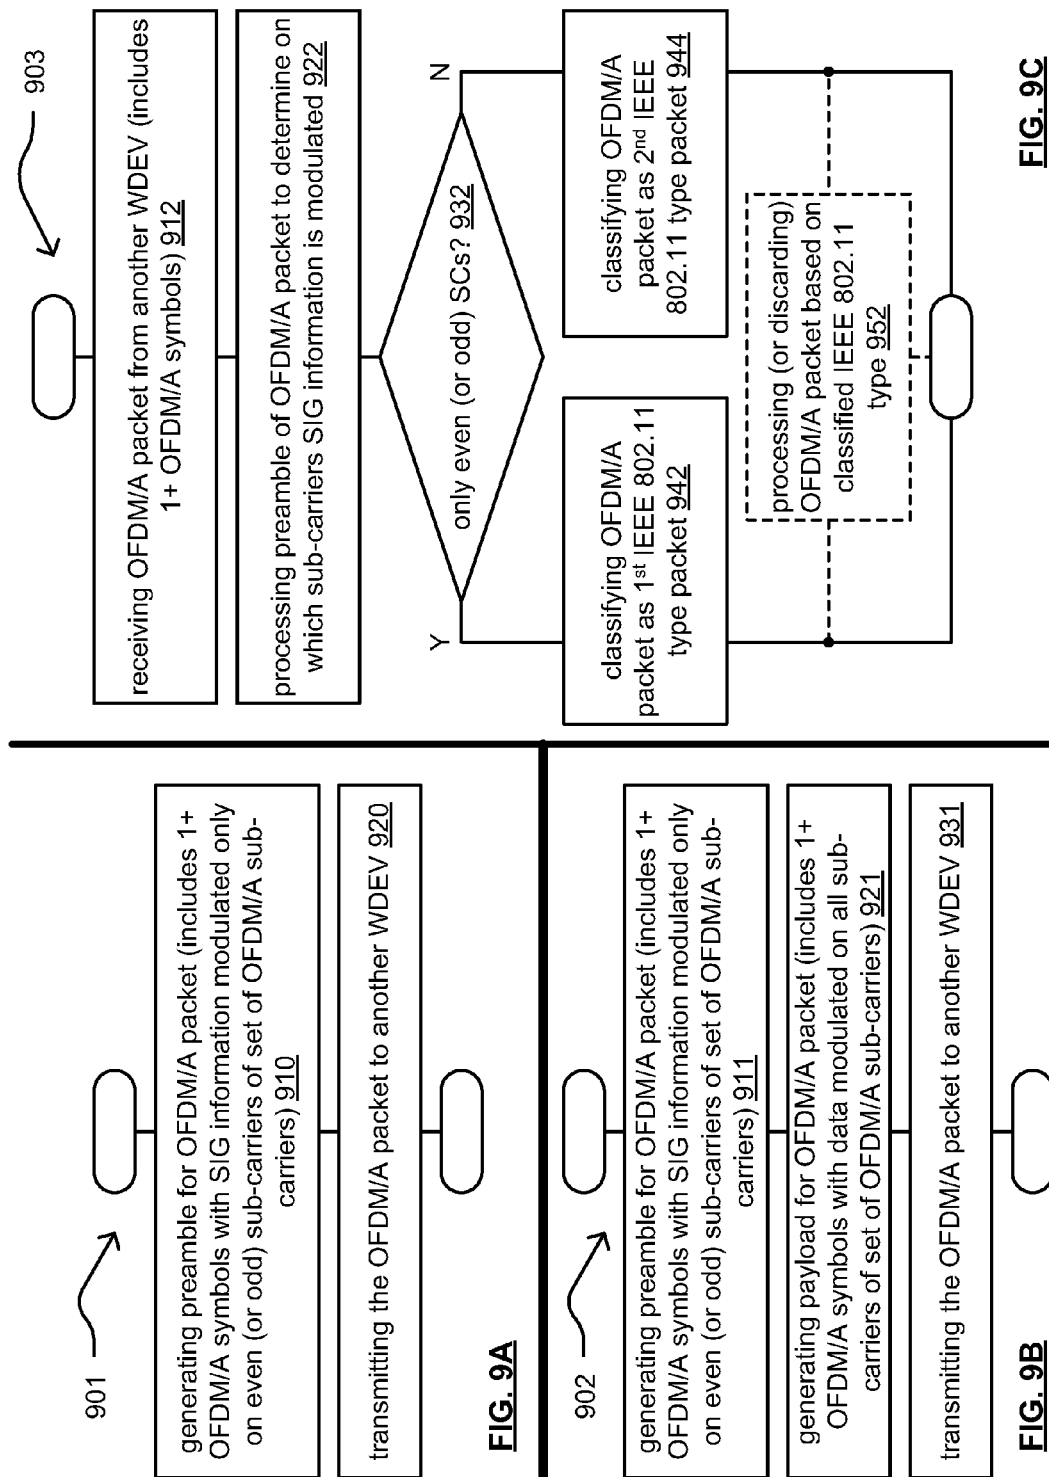 901
generating preamble for OFDM/A packet (includes 1+
OFDM/A symbols with SIG information modulated only
on even (or odd) sub-carriers of set of OFDM/A sub-
carriers) 910
transmitting the OFDM/A packet to another WDEV 920
FIG. 9A
902
generating preamble for OFDM/A packet (includes 1+
OFDM/A symbols with SIG information modulated only
on even (or odd) sub-carriers of set of OFDM/A sub-
carriers) 911
generating payload for OFDM/A packet (includes 1+
OFDM/A symbols with data modulated on all sub-
carriers of set of OFDM/A sub-carriers) 921
transmitting the OFDM/A packet to another WDEV 931
FIG. 9B
903
receiving OFDM/A packet from another WDEV (includes
1+ OFDM/A symbols) 912
processing preamble of OFDM/A packet to determine on
which sub-carriers SIG information is modulated 922
only even (or odd) SCs? 932
Y
N
classifying OFDM/A
packet as 1st IEEE 802.11
type packet 942
classifying OFDM/A
packet as 2nd IEEE
802.11 type packet 944
processing (or discarding)
OFDM/A packet based on
classified IEEE 802.11
type 952
FIG. 9C